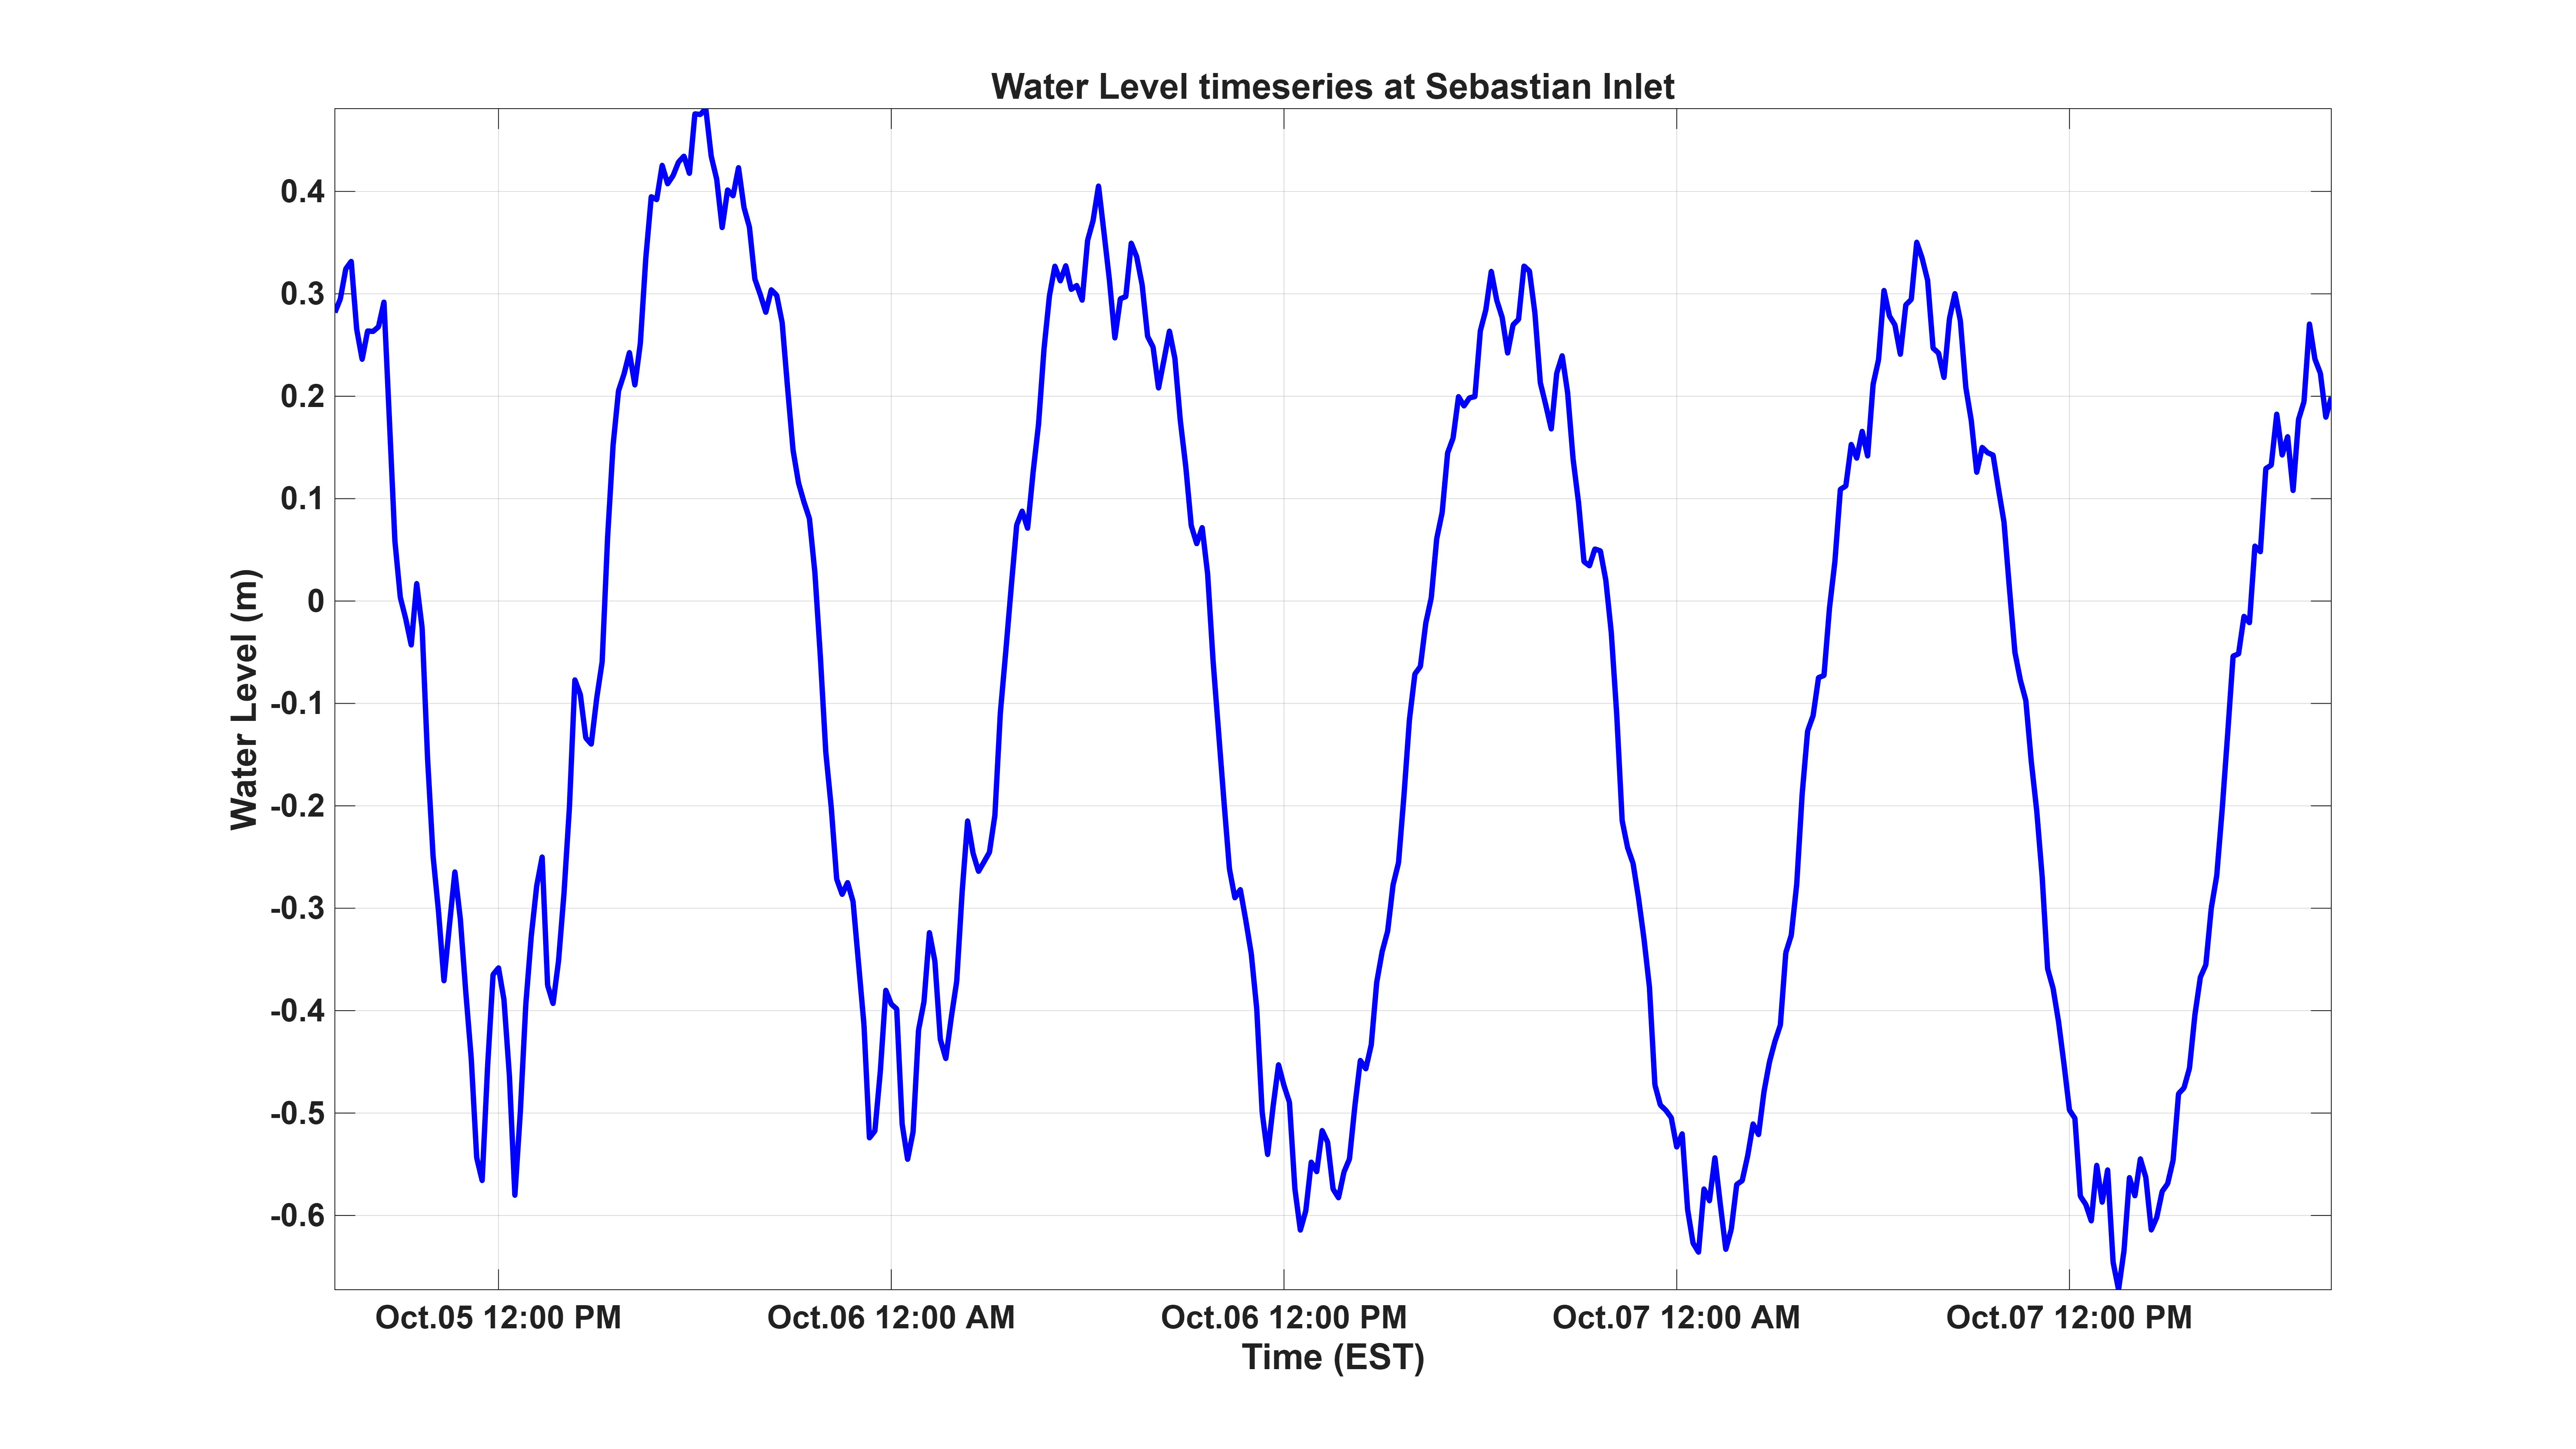 Water Level timeseries at Sebastian Inlet
0.4
0.3
0.2
0.1
0
-0.1
-0.2
-0.3
-0.4
-0.5
-0.6
Water Level (m)
Oct.05 12:00 PM
Oct.06 12:00 AM
Oct.06 12:00 PM
Oct.07 12:00 AM
Oct.07 12:00 PM
Time (EST)